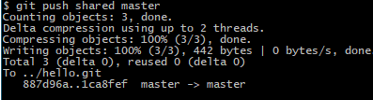 $ git push shared master
Counting objects: 3, done.
Delta compression using up to 2 threads.
Compressing objects: 100% (3/3), done.
Writing objects: 100% (3/3), 442 bytes | 0 bytes/s, done
Total 3 (delta 0), reused 0 (delta 0)
To ../hello.git
   887d96a..1ca8fef  master -> master